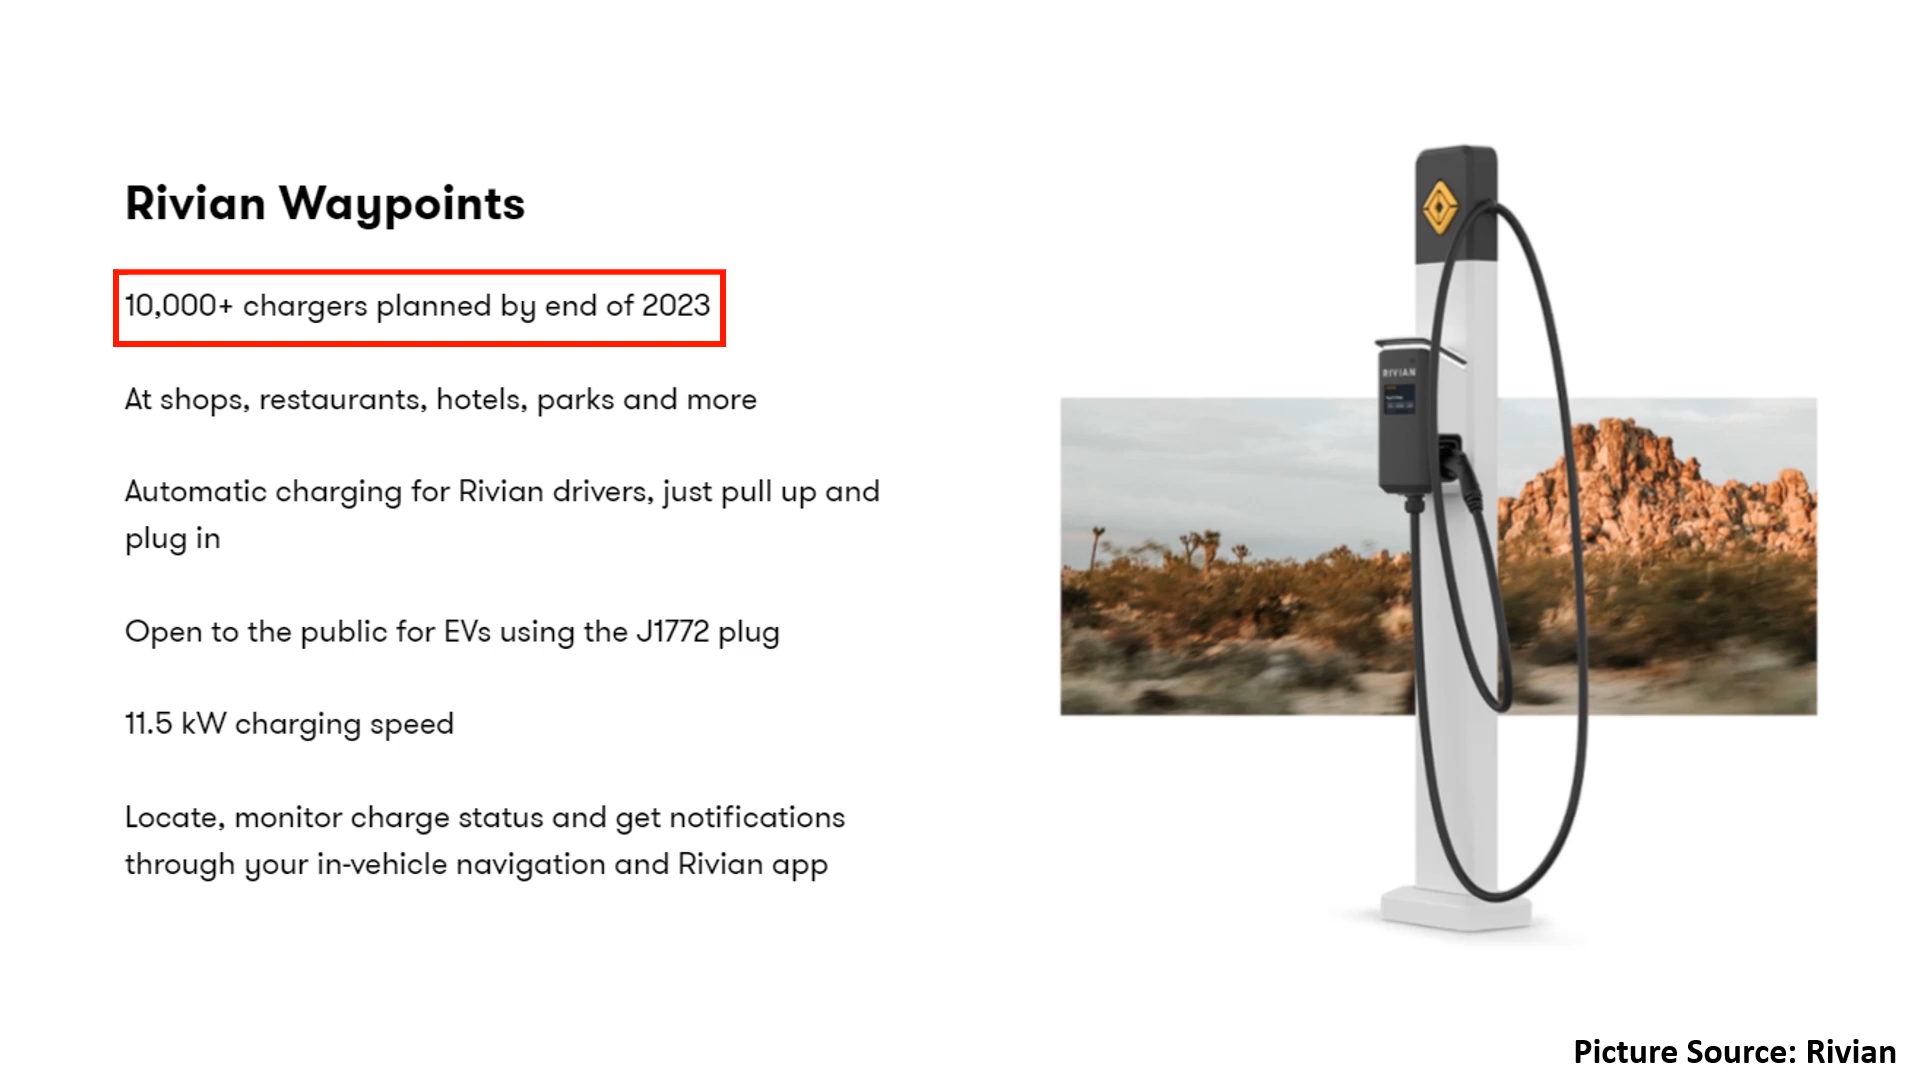 Rivian Waypoints
10,000+ chargers planned by end of 2023
At shops, restaurants, hotels, parks and more
Automatic charging for Rivian drivers, just pull up and
plug in
Open to the public for EVs using the J1772 plug
11.5 kW charging speed
Locate, monitor charge status and get notifications
through your in-vehicle navigation and Rivian app
RIVIAN
Picture Source: Rivian